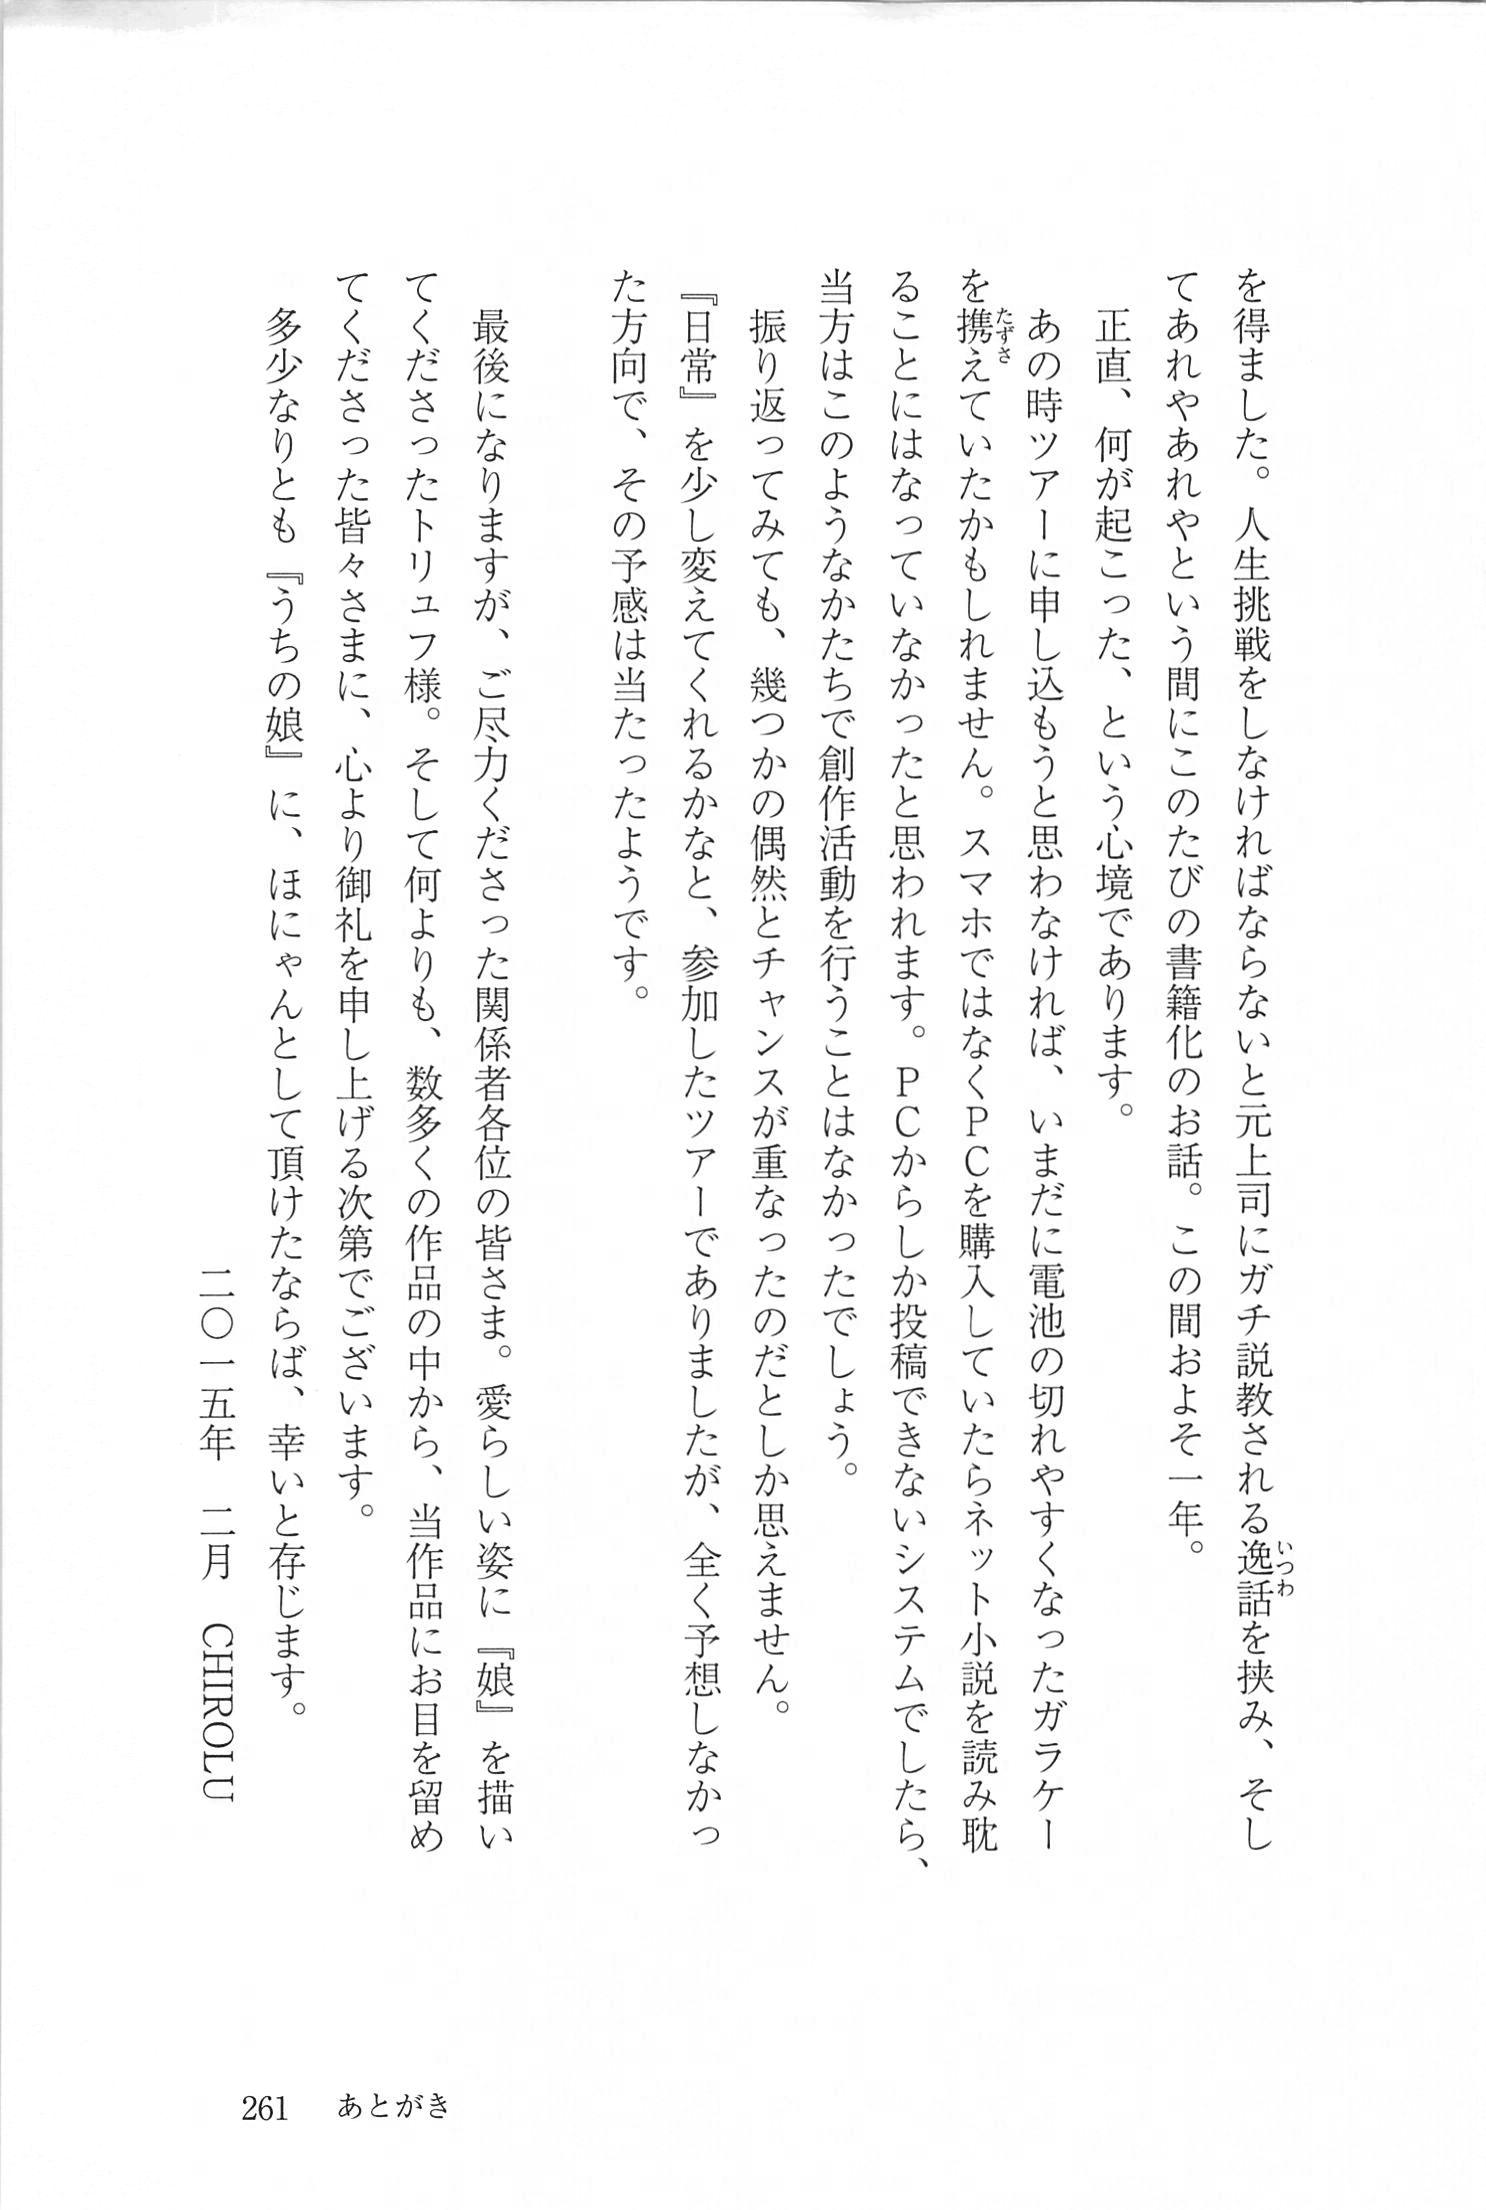 を得ました。人生挑戦をしなければならないと元上司にガチ説教される逸話を挟み、そし
いつわ
てあれやあれやという間にこのたびの書籍化のお話。この間およそ一年。
正直、何が起こった、という心境であります。
あの時ツアーに申し込もうと思わなければ、いまだに電池の切れやすくなったガラケー
を携えていたかもしれません。スマホではなくPCを購入していたらネット小説を読み耽
たずさ
ることにはなっていなかったと思われます。PCからしか投稿できないシステムでしたら、
当方はこのようなかたちで創作活動を行うことはなかったでしょう。
振り返ってみても、幾つかの偶然とチャンスが重なったのだとしか思えません。
『日常』を少し変えてくれるかなと、参加したツアーでありましたが、全く予想しなかっ
た方向で、その予感は当たったようです。
最後になりますが、ご尽力くださった関係者各位の皆さま。愛らしい姿に『娘』を描い
てくださったトリュフ様。そして何よりも、数多くの作品の中から、当作品にお目を留め
てくださった皆々さまに、心より御礼を申し上げる次第でございます。
多少なりとも『うちの娘』に、ほにゃんとして頂けたならば、幸いと存じます。
二〇一五年　二月　CHIROLU
261　あとがき